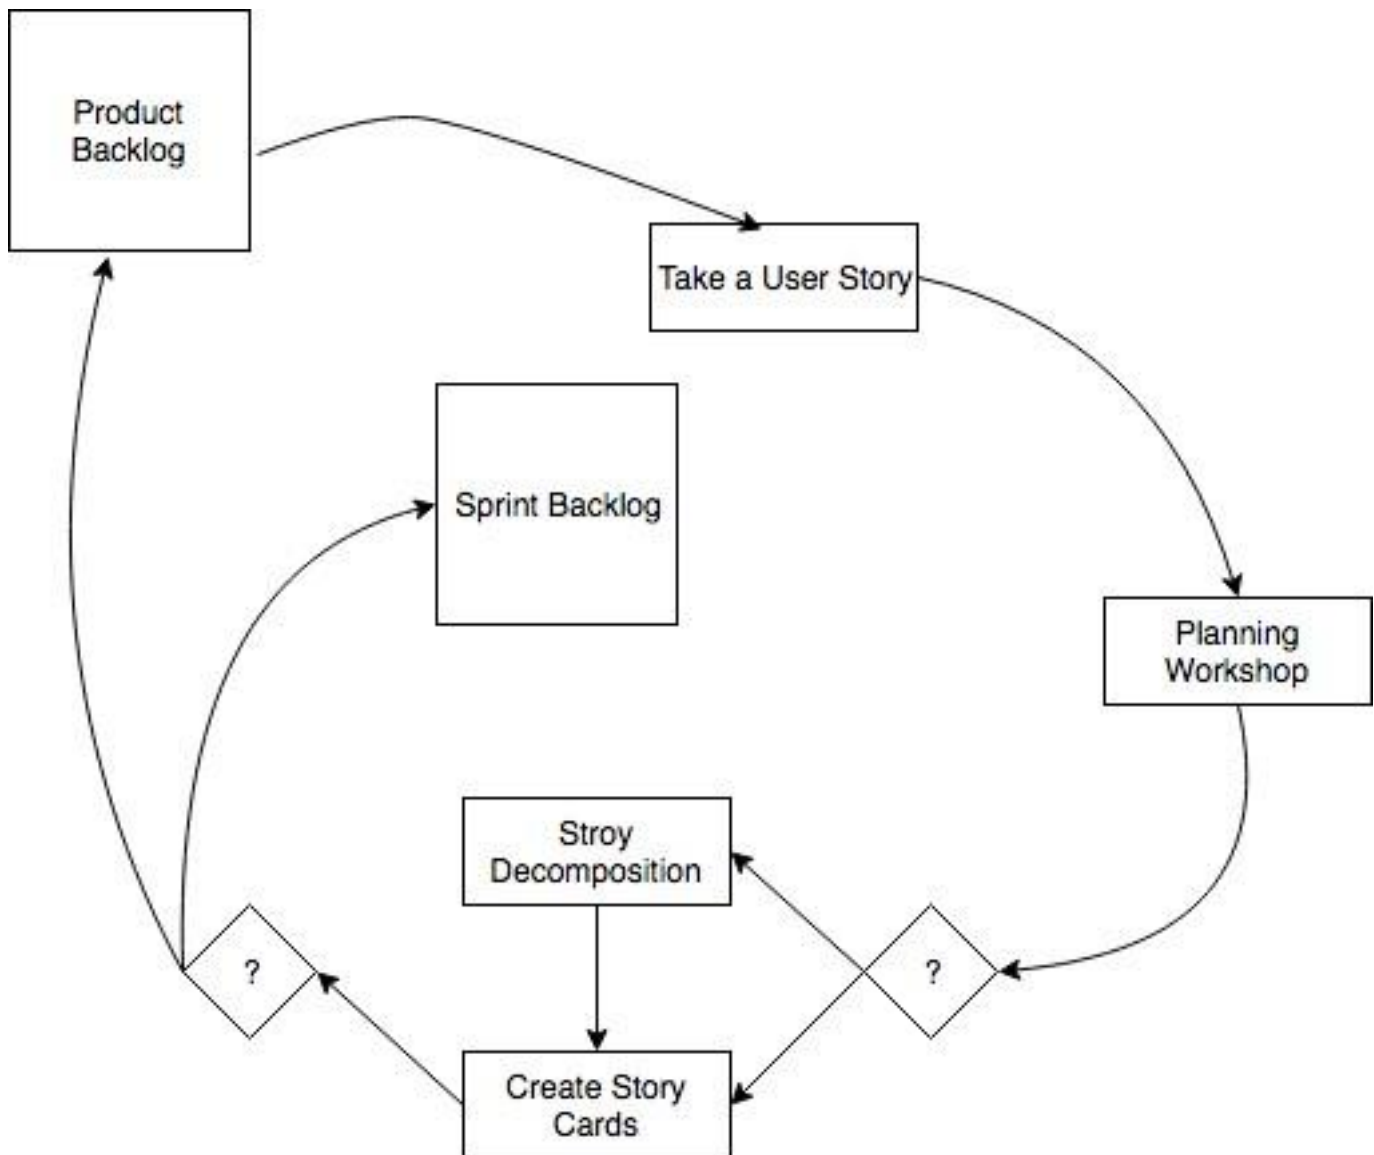 Product
Backlog
Take a User Story
Sprint Backlog
Planning
Workshop
Stroy
Decomposition
?
?
Create Story
Cards